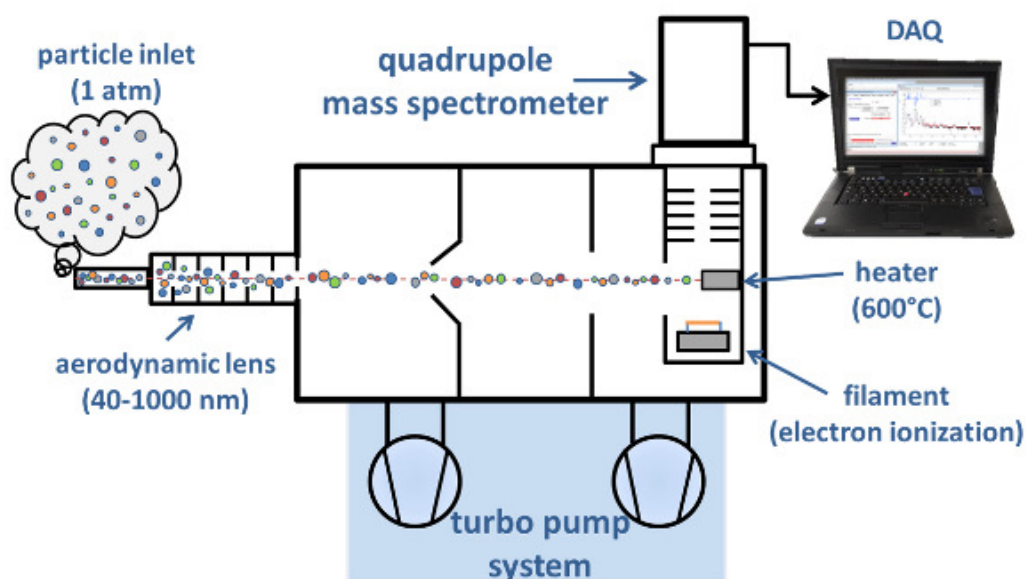 particle inlet
(1 atm)
quadrupole
mass spectrometer
DAQ
aerodynamic lens
(40-1000 nm)
heater
(600°C)
filament
(electron ionization)
turbo pump
system